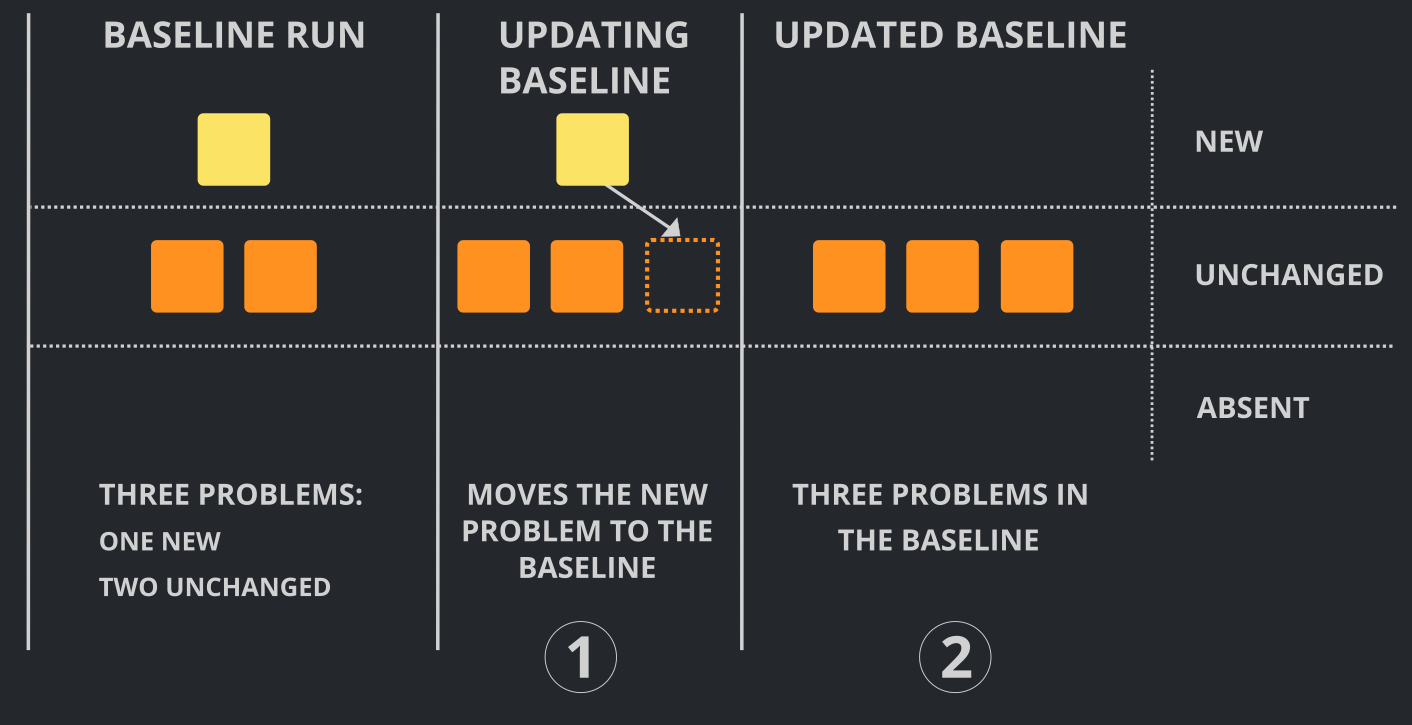 BASELINE RUN
UPDATING
BASELINE
UPDATED BASELINE
NEW
UNCHANGED
ABSENT
THREE PROBLEMS:
ONE NEW
TWO UNCHANGED
MOVES THE NEW
PROBLEM TO THE
BASELINE
THREE PROBLEMS IN
THE BASELINE
1
2